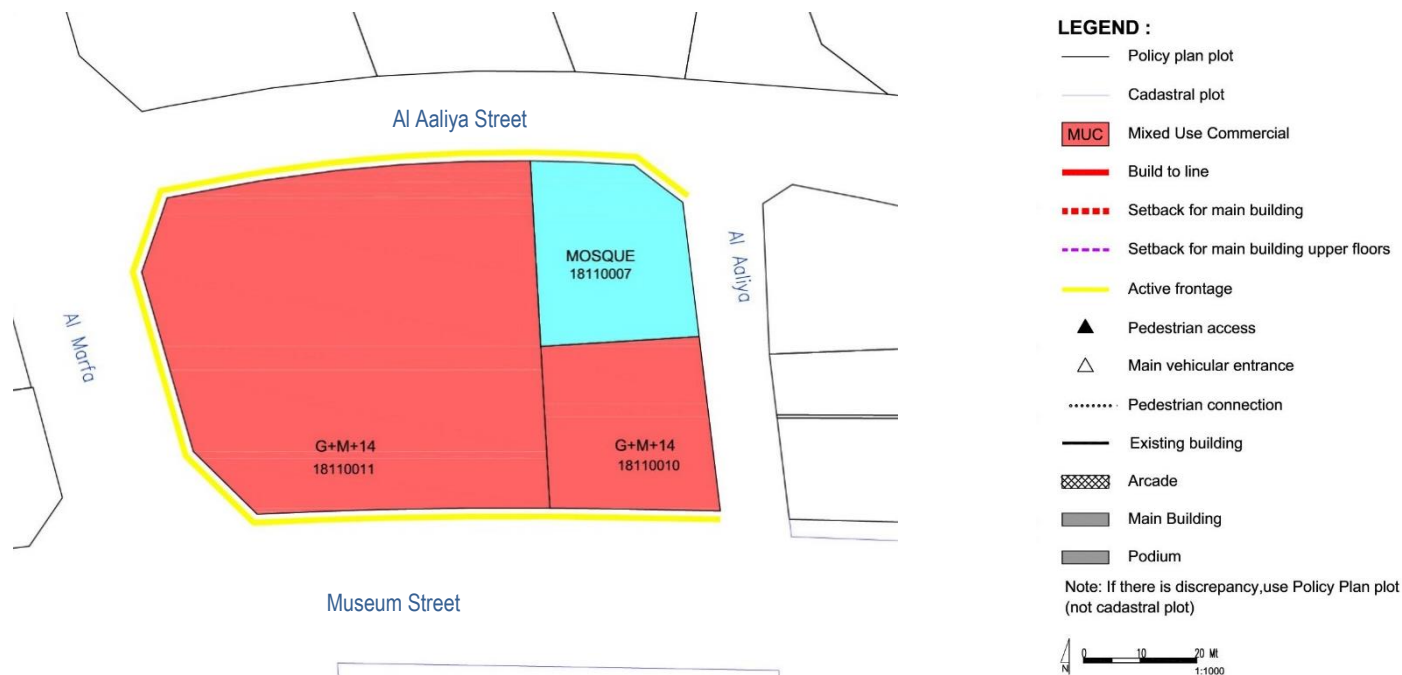 Al Aaliya Street
MOSQUE
18110007
Al Aaliya
Al Marfa
G+M+14
18110011
G+M+14
18110010
Museum Street
LEGEND :
Policy plan plot
Cadastral plot
MUC Mixed Use Commercial
Build to line
Setback for main building
Setback for main building upper floors
Active frontage
Pedestrian access
Main vehicular entrance
Pedestrian connection
Existing building
Arcade
Main Building
Podium
Note: If there is discrepancy,use Policy Plan plot
(not cadastral plot)
N
0 10 20 Mt
1:1000